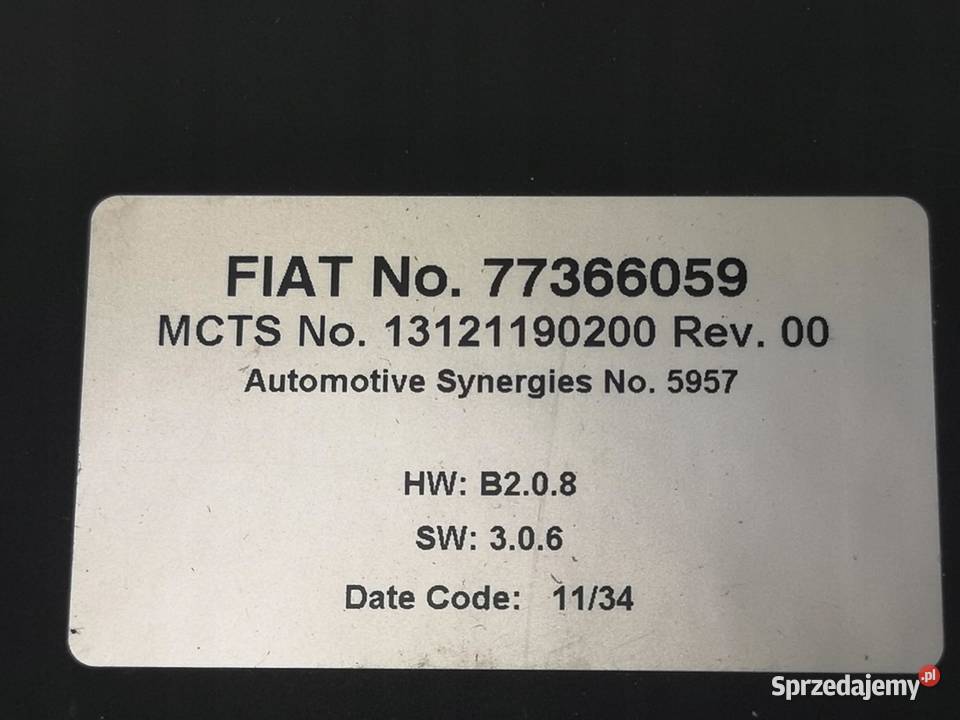 FIAT No. 77366059
MCTS No. 13121190200 Rev. 00
Automotive Synergies No. 5957
HW: B2.0.8
SW: 3.0.6
Date Code: 11/34
Sprzedajemy.pl